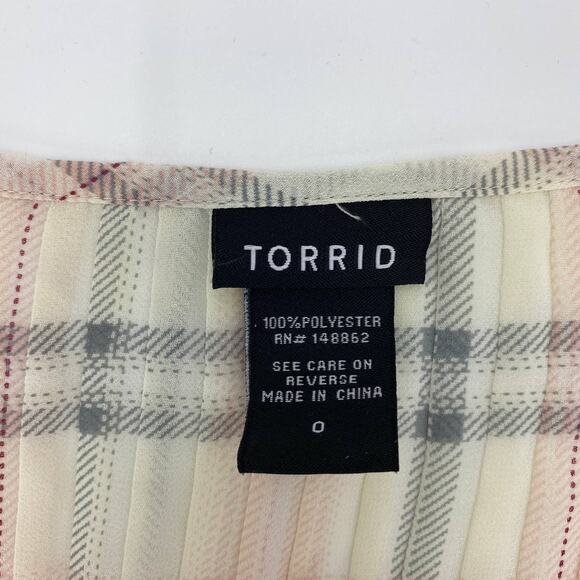 TORRID
100%POLYESTER
RN# 148862
SEE CARE ON
REVERSE
MADE IN CHINA
0